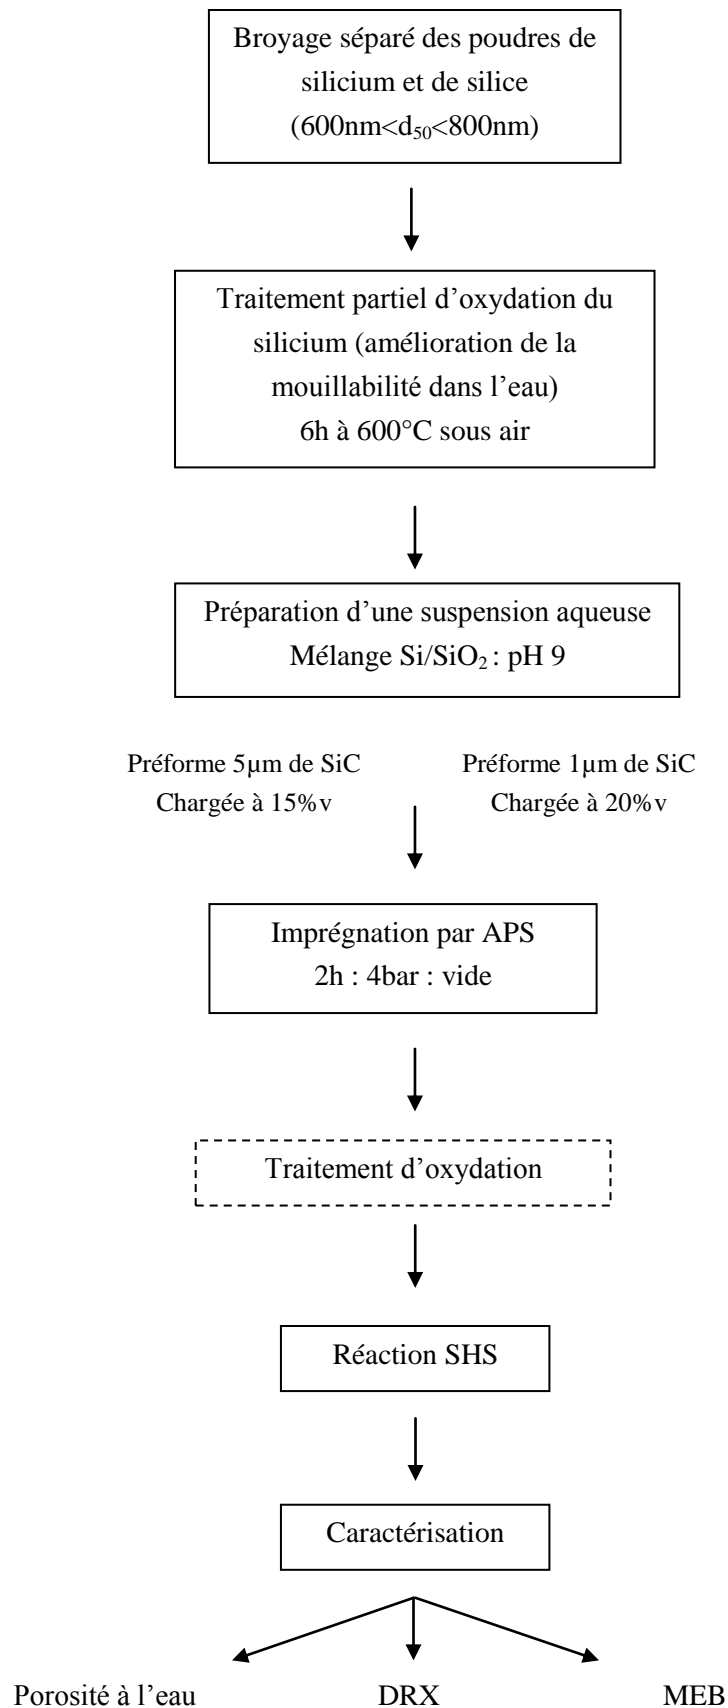 Broyage séparé des poudres de
silicium et de silice
(600nm<d₅₀<800nm)
Traitement partiel d’oxydation du
silicium (amélioration de la
mouillabilité dans l’eau)
6h à 600°C sous air
Préparation d’une suspension aqueuse
Mélange Si/SiO₂ : pH 9
Préforme 5µm de SiC
Chargée à 15%v
Préforme 1µm de SiC
Chargée à 20%v
Imprégnation par APS
2h : 4bar : vide
Traitement d’oxydation
Réaction SHS
Caractérisation
Porosité à l’eau
DRX
MEB